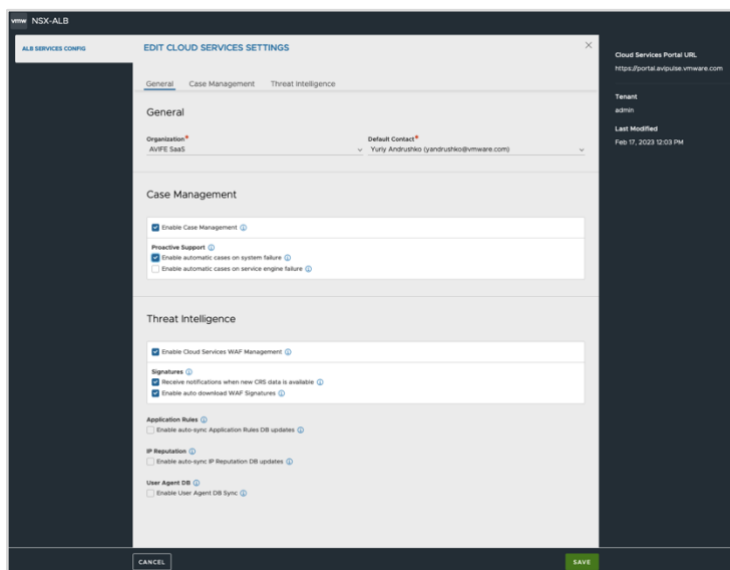 vmw NSX-ALB
ALB SERVICES CONFIG
EDIT CLOUD SERVICES SETTINGS
General Case Management Threat Intelligence
General
Organization*
AVIFE SaaS
Default Contact*
Yuriy Andrushko (yandrushko@vmware.com)
Case Management
Enable Case Management
Proactive Support
Enable automatic cases on system failure
Enable automatic cases on service engine failure
Threat Intelligence
Enable Cloud Services WAF Management
Signatures
Receive notifications when new CRS data is available
Enable auto download WAF Signatures
Application Rules
Enable auto-sync Application Rules DB updates
IP Reputation
Enable auto-sync IP Reputation DB updates
User Agent DB
Enable User Agent DB Sync
Cloud Services Portal URL
https://portal.avipulse.vmware.com
Tenant
admin
Last Modified
Feb 17, 2023 12:03 PM
CANCEL
SAVE